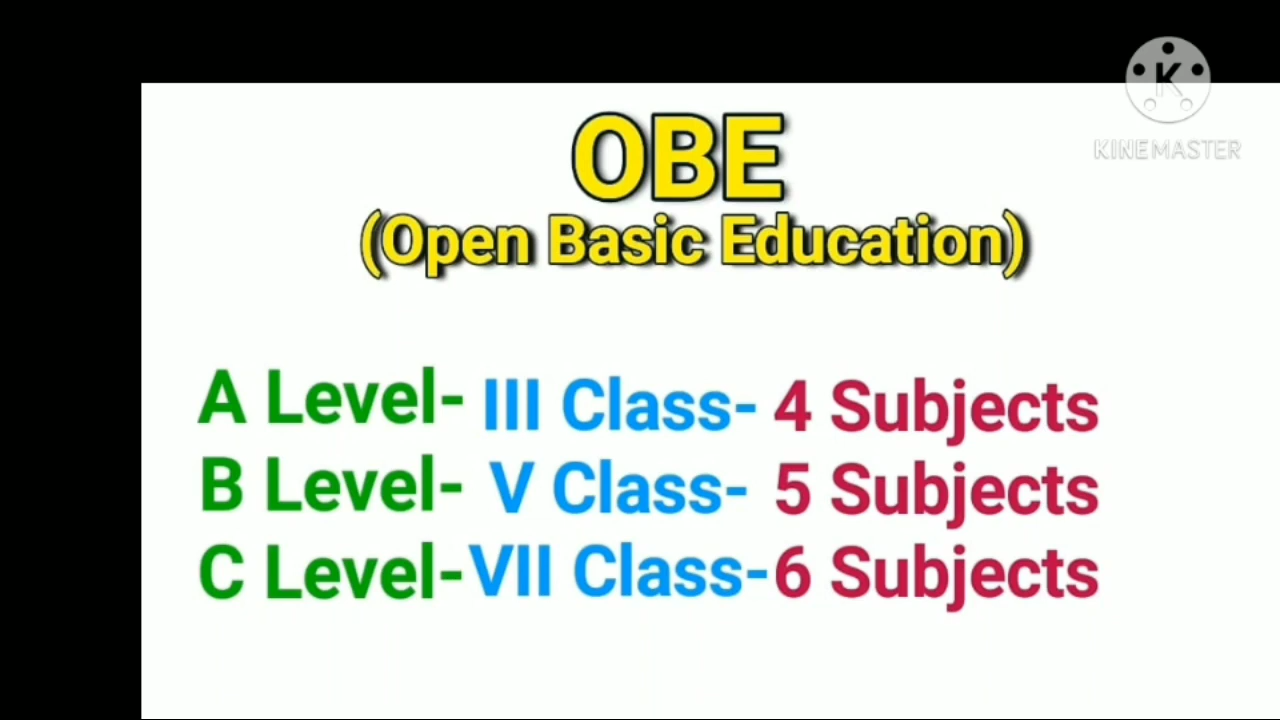 K
KINEMASTER
OBE
(Open Basic Education)
A Level- III Class- 4 Subjects
B Level- V Class- 5 Subjects
C Level- VII Class- 6 Subjects